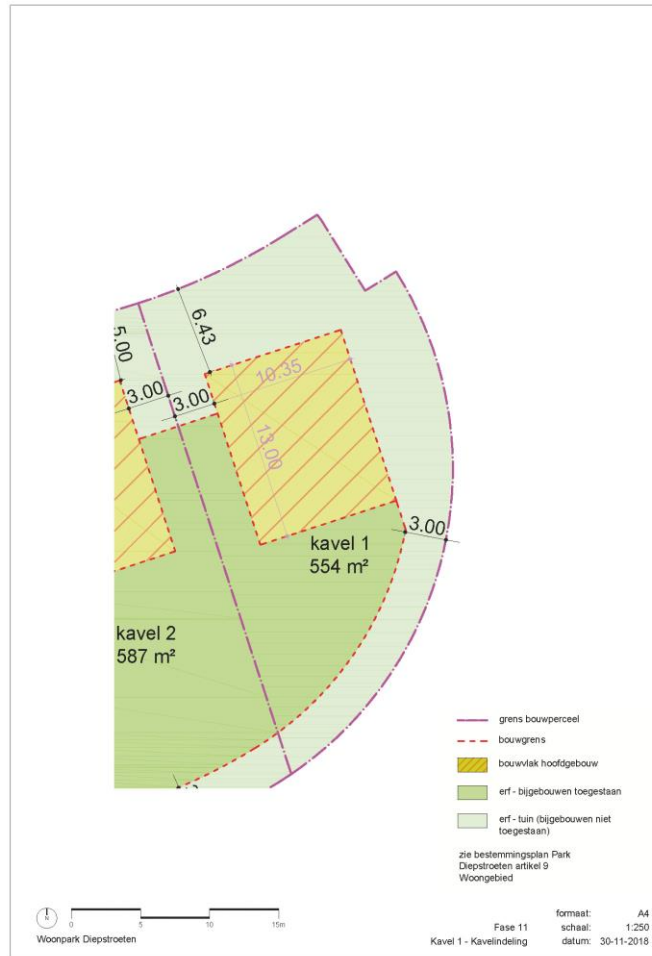 6.43
5.00
3.00
3.00
10.35
13.00
3.00
kavel 1
554 m²
kavel 2
587 m²
grens bouwperceel
bouwgrens
bouwvlak hoofdgebouw
erf - bijgebouwen toegestaan
erf - tuin (bijgebouwen niet
toegestaan)
zie bestemmingsplan Park
Diepstroeten artikel 9
Woongebied
N
0
5
10
15m
Woonpark Diepstroeten
formaat: A4
Fase 11 schaal: 1:250
Kavel 1 - Kavelindeling datum: 30-11-2018